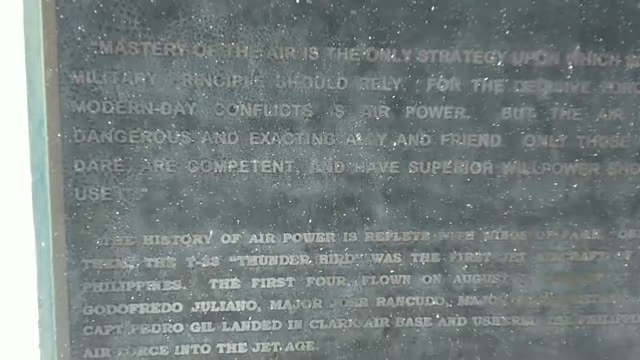 "MASTERY OF THE AIR IS THE ONLY STRATEGY UPON WHICH
MILITARY PRINCIPLE SHOULD RELY. FOR THE DECISIVE
MODERN-DAY CONFLICTS IS AIR POWER. BUT THE AIR
DANGEROUS AND EXACTING ALLY AND FRIEND. ONLY THOSE
DARE, ARE COMPETENT, AND HAVE SUPERIOR WILLPOWER
USE IT."
THE HISTORY OF AIR POWER IS REPLETE WITH
THE T-33 "THUNDER BIRD" WAS THE FIRST JET AIRCRAFT
PHILIPPINES. THE FIRST FOUR, FLOWN ON AUGUST
GODOFREDO JULIANO, MAJOR JOSE RANCUDO,
CAPT PEDRO GIL LANDED IN CLARK AIR BASE AND
AIR FORCE INTO THE JET AGE.